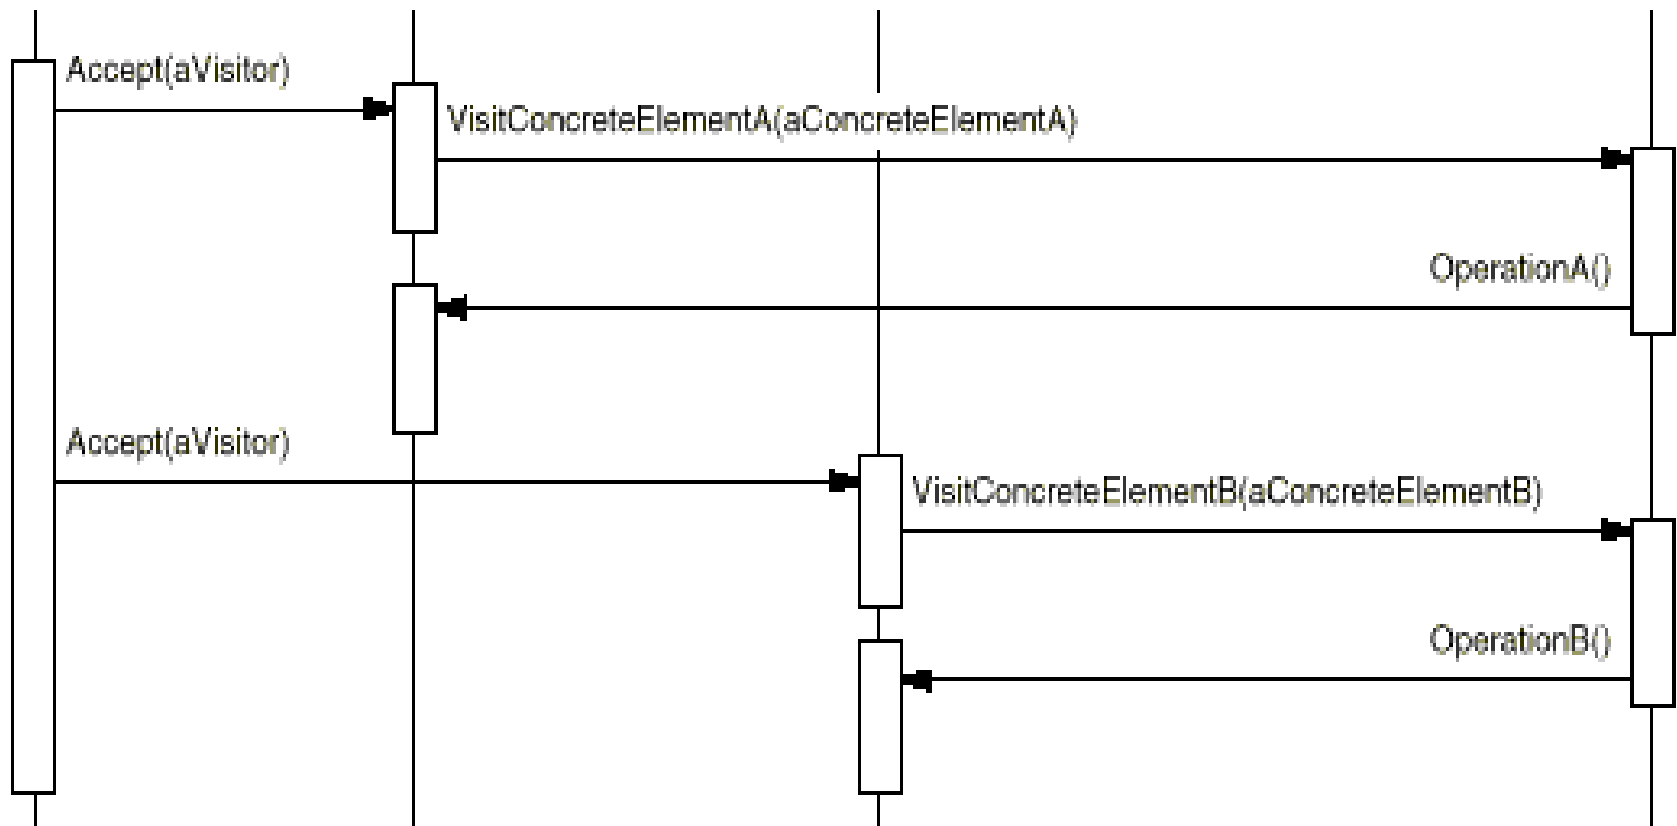 Accept(aVisitor)
VisitConcreteElementA(aConcreteElementA)
OperationA()
Accept(aVisitor)
VisitConcreteElementB(aConcreteElementB)
OperationB()